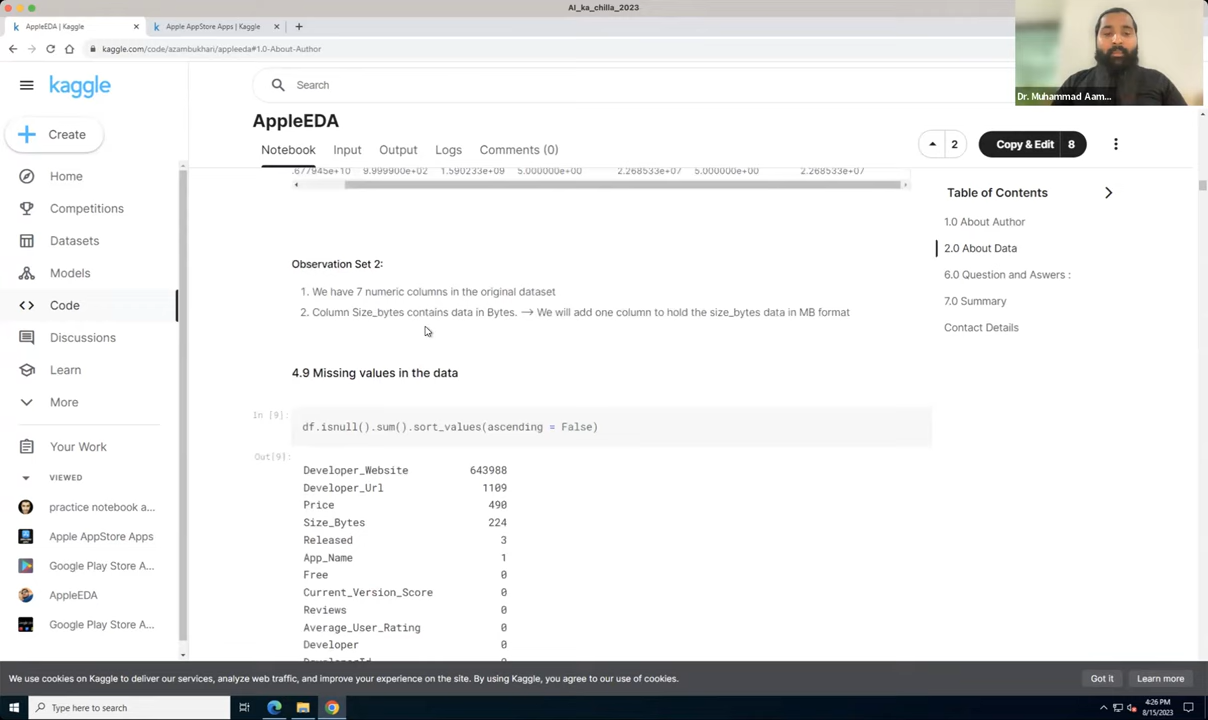 AI_ka_chilla_2023
AppleEDA | Kaggle
Apple AppStore Apps | Kaggle
kaggle.com/code/azambukhari/appleeda#1.0-About-Author
kaggle
Search
Dr. Muhammad Aam...
Create
AppleEDA
Notebook Input Output Logs Comments (0)
2
Copy & Edit 8
Home
Competitions
Datasets
Models
Code
Discussions
Learn
More
Your Work
VIEWED
practice notebook a...
Apple AppStore Apps
Google Play Store A...
AppleEDA
Google Play Store A...
.677945e+10 9.999900e+02 1.590233e+09 5.000000e+00 2.268533e+07 5.000000e+00 2.268533e+07
Observation Set 2:
1. We have 7 numeric columns in the original dataset
2. Column Size_bytes contains data in Bytes. → We will add one column to hold the size_bytes data in MB format
4.9 Missing values in the data
In [9]:
df.isnull().sum().sort_values(ascending = False)
Out[9]:
Developer_Website 643988
Developer_Url 1109
Price 490
Size_Bytes 224
Released 3
App_Name 1
Free 0
Current_Version_Score 0
Reviews 0
Average_User_Rating 0
Developer 0
DeveloperId 0
Table of Contents
1.0 About Author
2.0 About Data
6.0 Question and Aswers :
7.0 Summary
Contact Details
We use cookies on Kaggle to deliver our services, analyze web traffic, and improve your experience on the site. By using Kaggle, you agree to our use of cookies.
Got it
Learn more
Type here to search
4:26 PM
8/15/2023